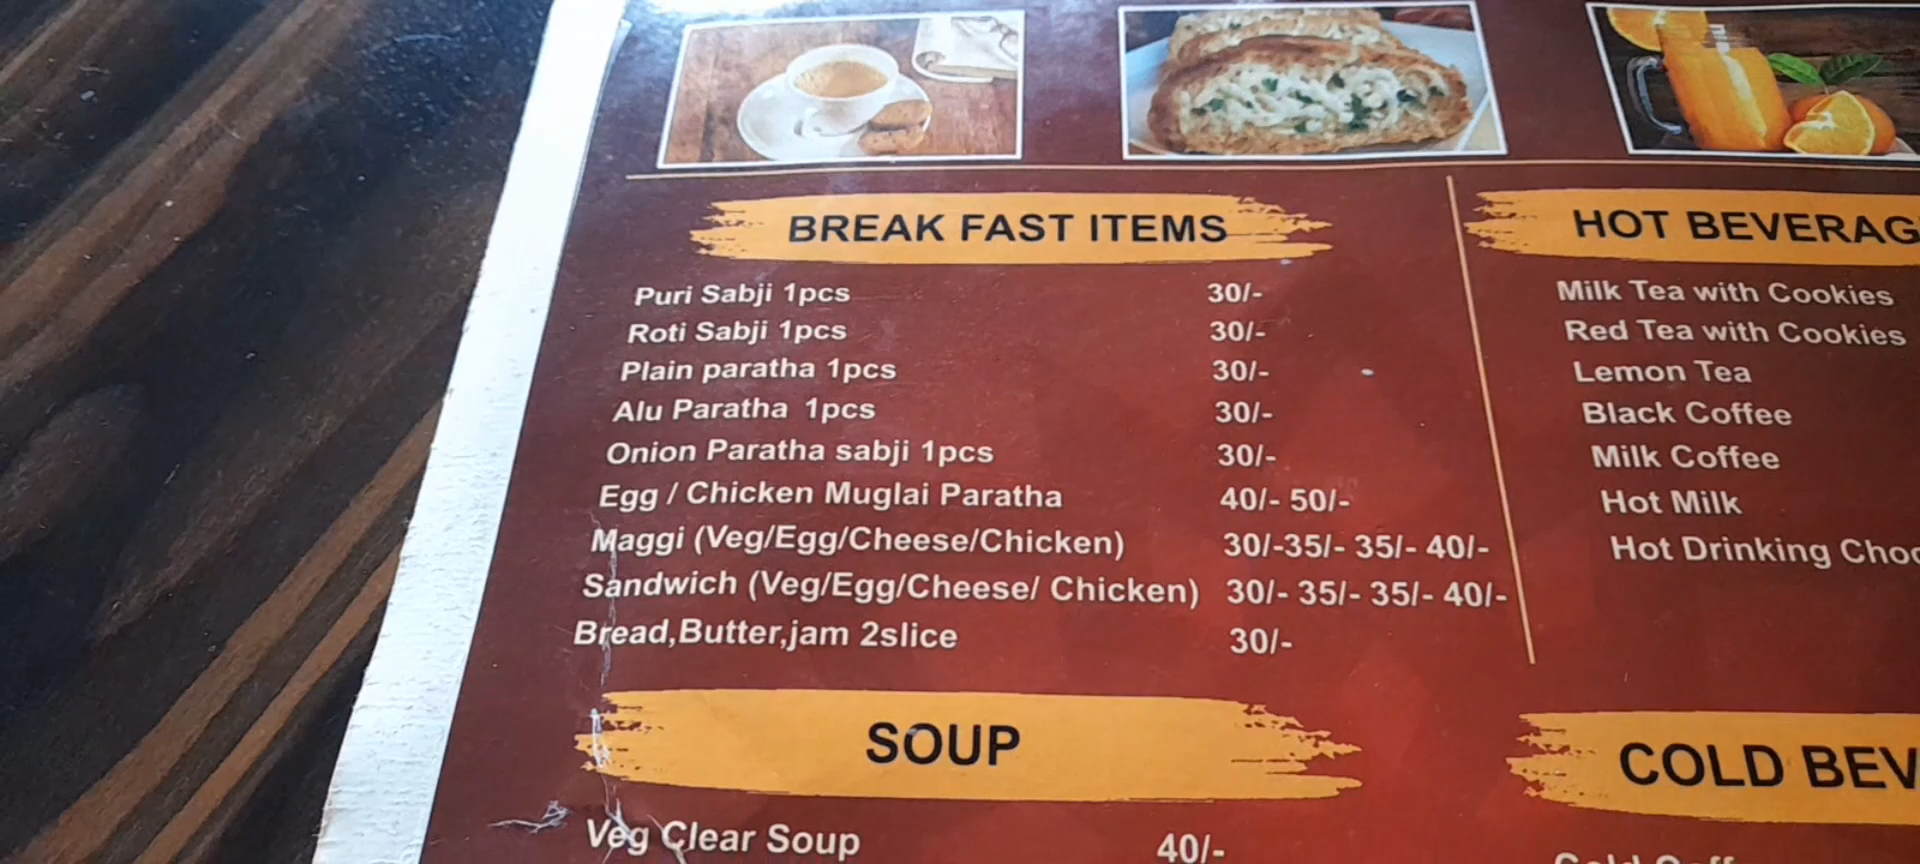 BREAK FAST ITEMS
Puri Sabji 1pcs 30/-
Roti Sabji 1pcs 30/-
Plain paratha 1pcs 30/-
Alu Paratha 1pcs 30/-
Onion Paratha sabji 1pcs 30/-
Egg / Chicken Muglai Paratha 40/- 50/-
Maggi (Veg/Egg/Cheese/Chicken) 30/-35/- 35/- 40/-
Sandwich (Veg/Egg/Cheese/ Chicken) 30/- 35/- 35/- 40/-
Bread,Butter,jam 2slice 30/-
HOT
Milk Tea with Cookies
Red Tea with Cookies
Lemon Tea
Black Coffee
Milk Coffee
Hot Milk
Hot Drinking
SOUP
Veg Clear Soup 40/-
COLD